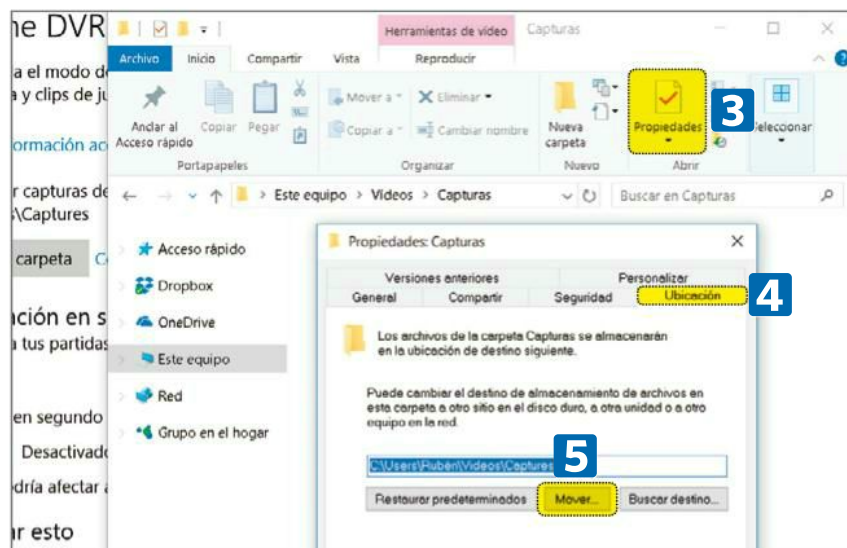 ne DVR
a el modo d
a y clips de ju
ormación ac
r capturas de
s\Captures
carpeta
C
ación en s
a tus partidas
en segundo
Desactivado
odría afectar a
ar esto
Herramientas de vídeo
Capturas
Archivo
Inicio
Compartir
Vista
Reproducir
Anclar al
Acceso rápido
Copiar
Pegar
Portapapeles
Mover a
Copiar a
Eliminar
Cambiar nombre
Organizar
Nueva
carpeta
Nuevo
Propiedades
Abrir
3
Seleccionar
Este equipo > Vídeos > Capturas
Buscar en Capturas
Acceso rápido
Dropbox
OneDrive
Este equipo
Red
Grupo en el hogar
Propiedades: Capturas
Versiones anteriores
Personalizar
General
Compartir
Seguridad
Ubicación
4
Los archivos de la carpeta Capturas se almacenarán
en la ubicación de destino siguiente.
Puede cambiar el destino de almacenamiento de archivos en
esta carpeta a otro sitio en el disco duro, a otra unidad o a otro
equipo en la red.
5
C:\Users\Rubén\Videos\Captures
Restaurar predeterminados
Mover...
Buscar destino...